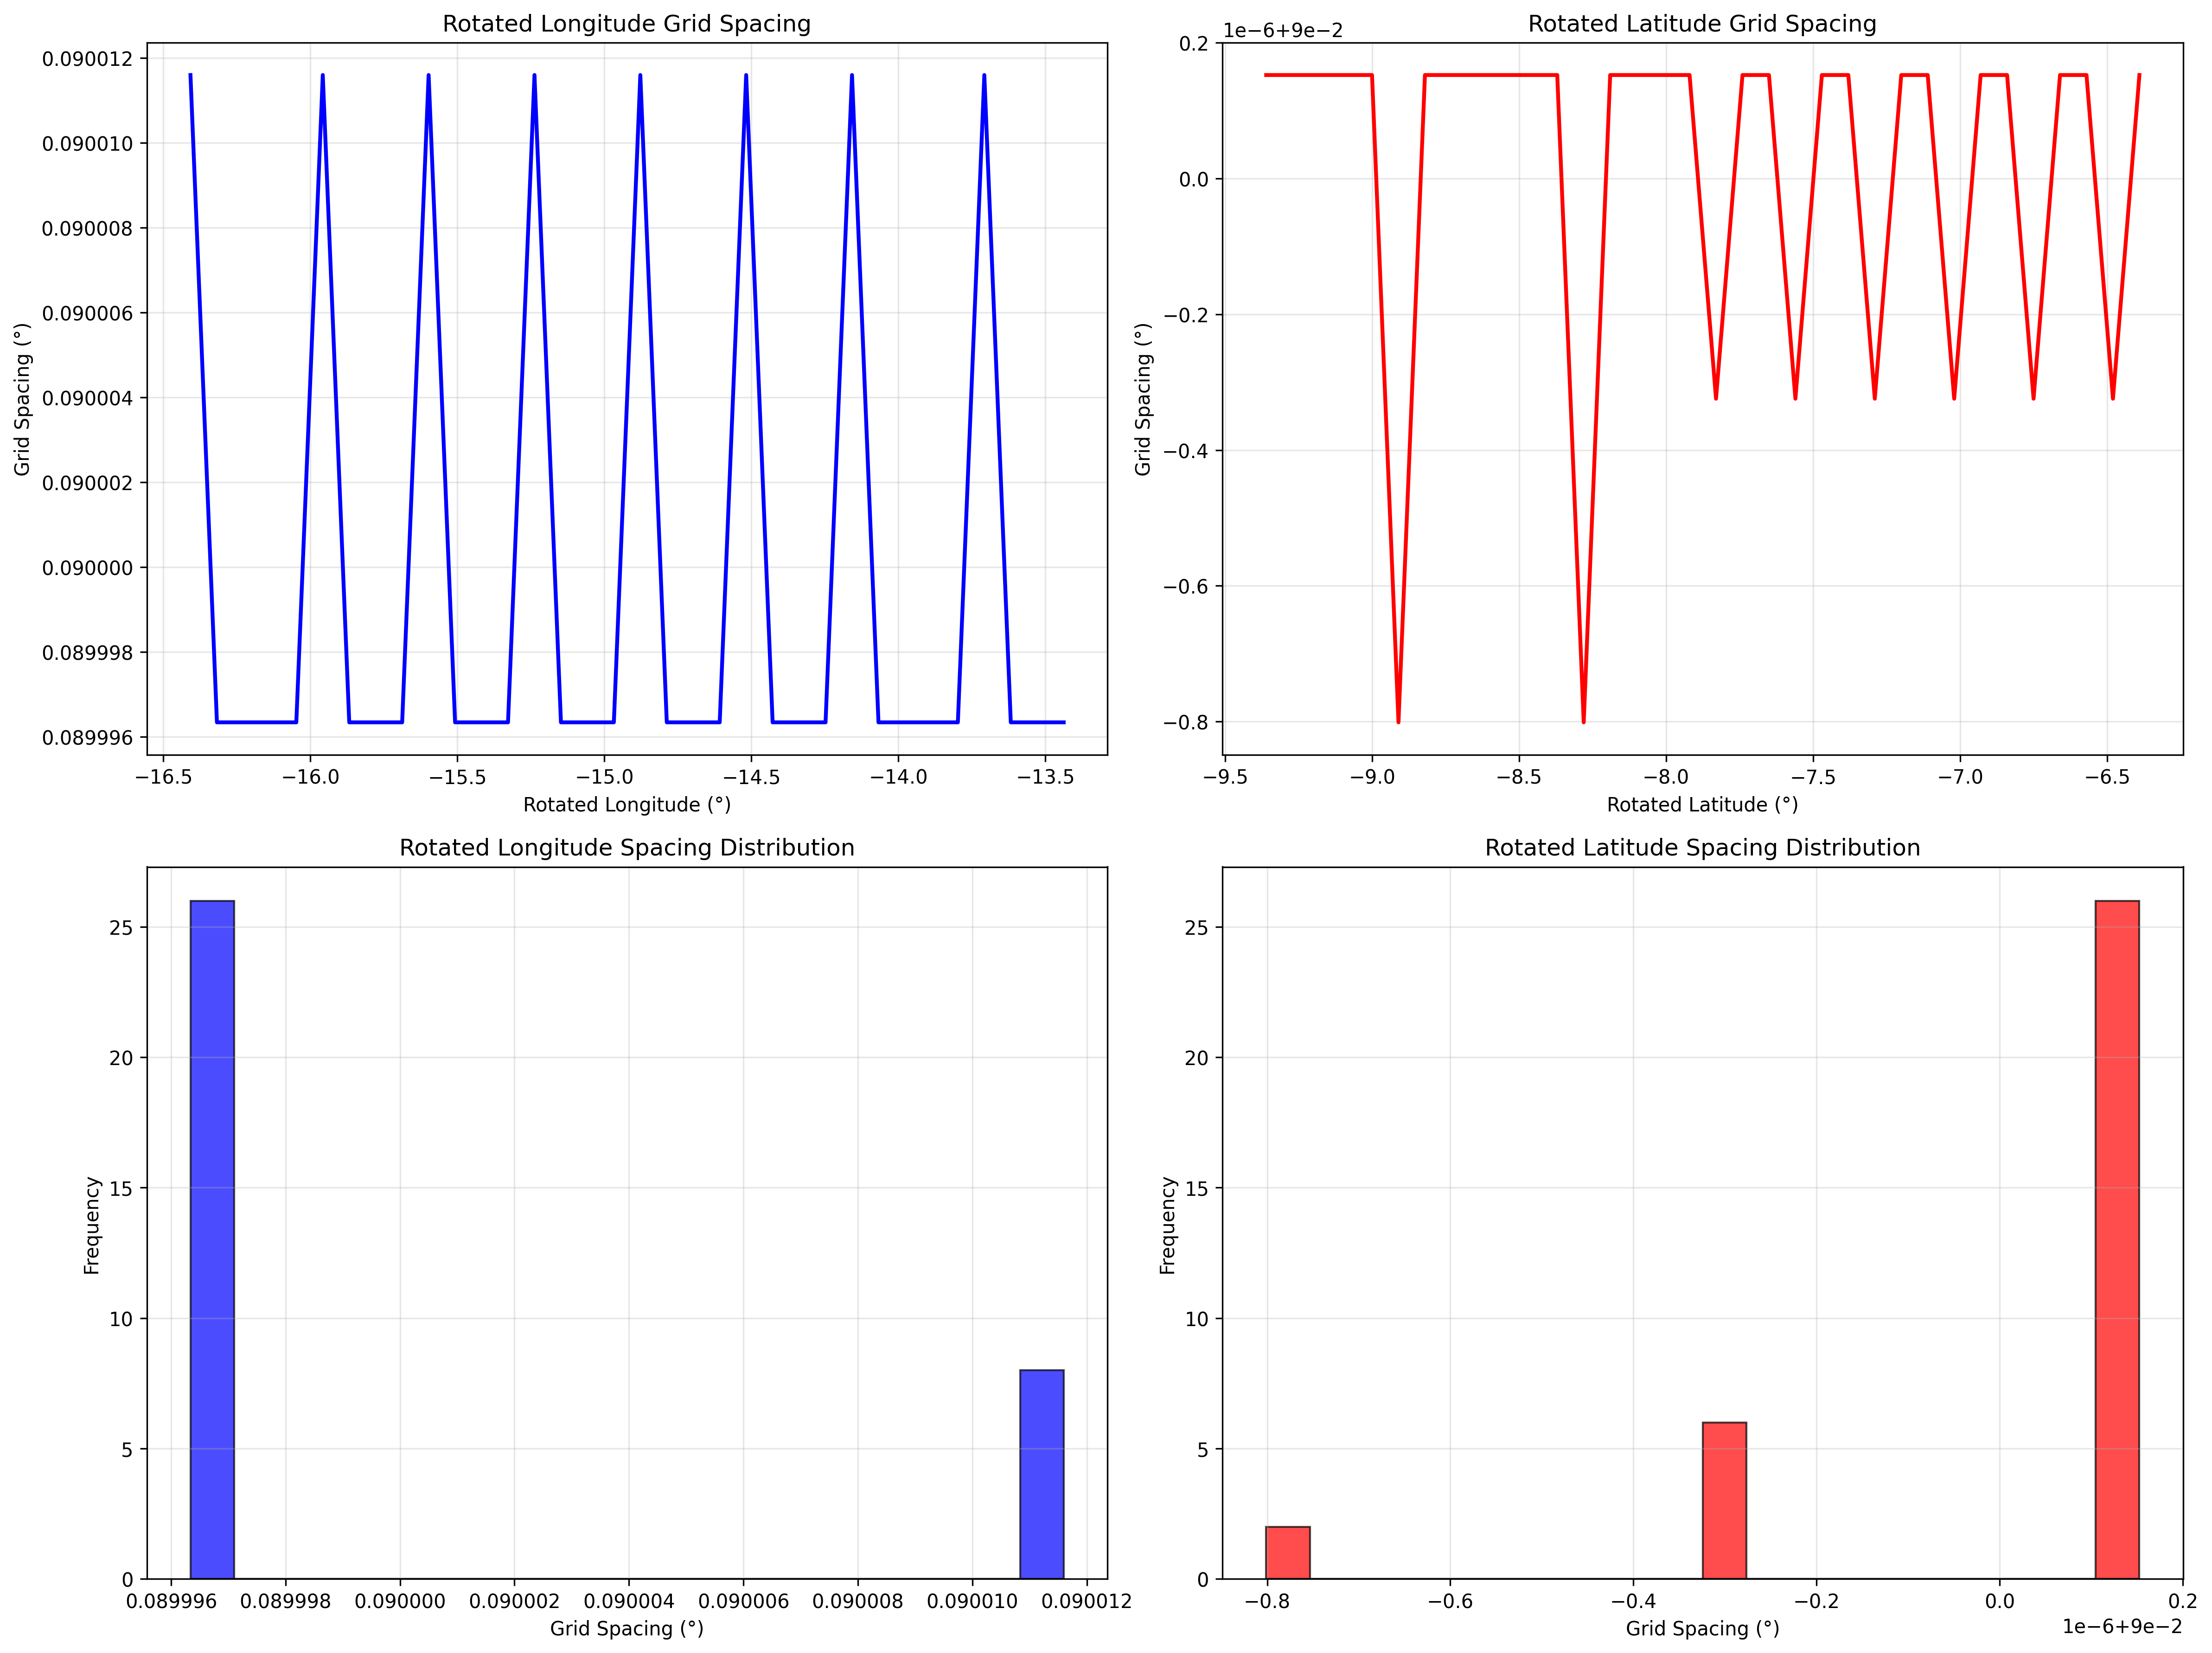 Rotated Longitude Grid Spacing
0.090012
0.090010
0.090008
0.090006
0.090004
0.090002
0.090000
0.089998
0.089996
Grid Spacing (°)
−16.5 −16.0 −15.5 −15.0 −14.5 −14.0 −13.5
Rotated Longitude (°)
Rotated Latitude Grid Spacing
1e−6+9e−2
0.2
0.0
−0.2
−0.4
−0.6
−0.8
Grid Spacing (°)
−9.5 −9.0 −8.5 −8.0 −7.5 −7.0 −6.5
Rotated Latitude (°)
Rotated Longitude Spacing Distribution
25
20
15
10
5
0
Frequency
0.089996 0.089998 0.090000 0.090002 0.090004 0.090006 0.090008 0.090010 0.090012
Grid Spacing (°)
Rotated Latitude Spacing Distribution
25
20
15
10
5
0
Frequency
−0.8 −0.6 −0.4 −0.2 0.0 0.2
1e−6+9e−2
Grid Spacing (°)